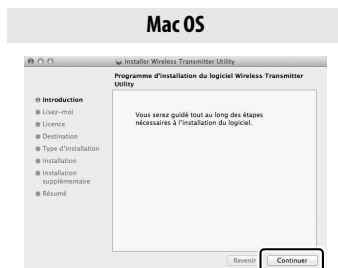 Mac OS
Installer Wireless Transmitter Utility
Programme d'installation du logiciel Wireless Transmitter
Utility
Introduction
Lisez-moi
Licence
Destination
Type d'installation
Installation
Installation
supplémentaire
Résumé
Vous serez guidé tout au long des étapes
nécessaires à l'installation du logiciel.
Revenir
Continuer